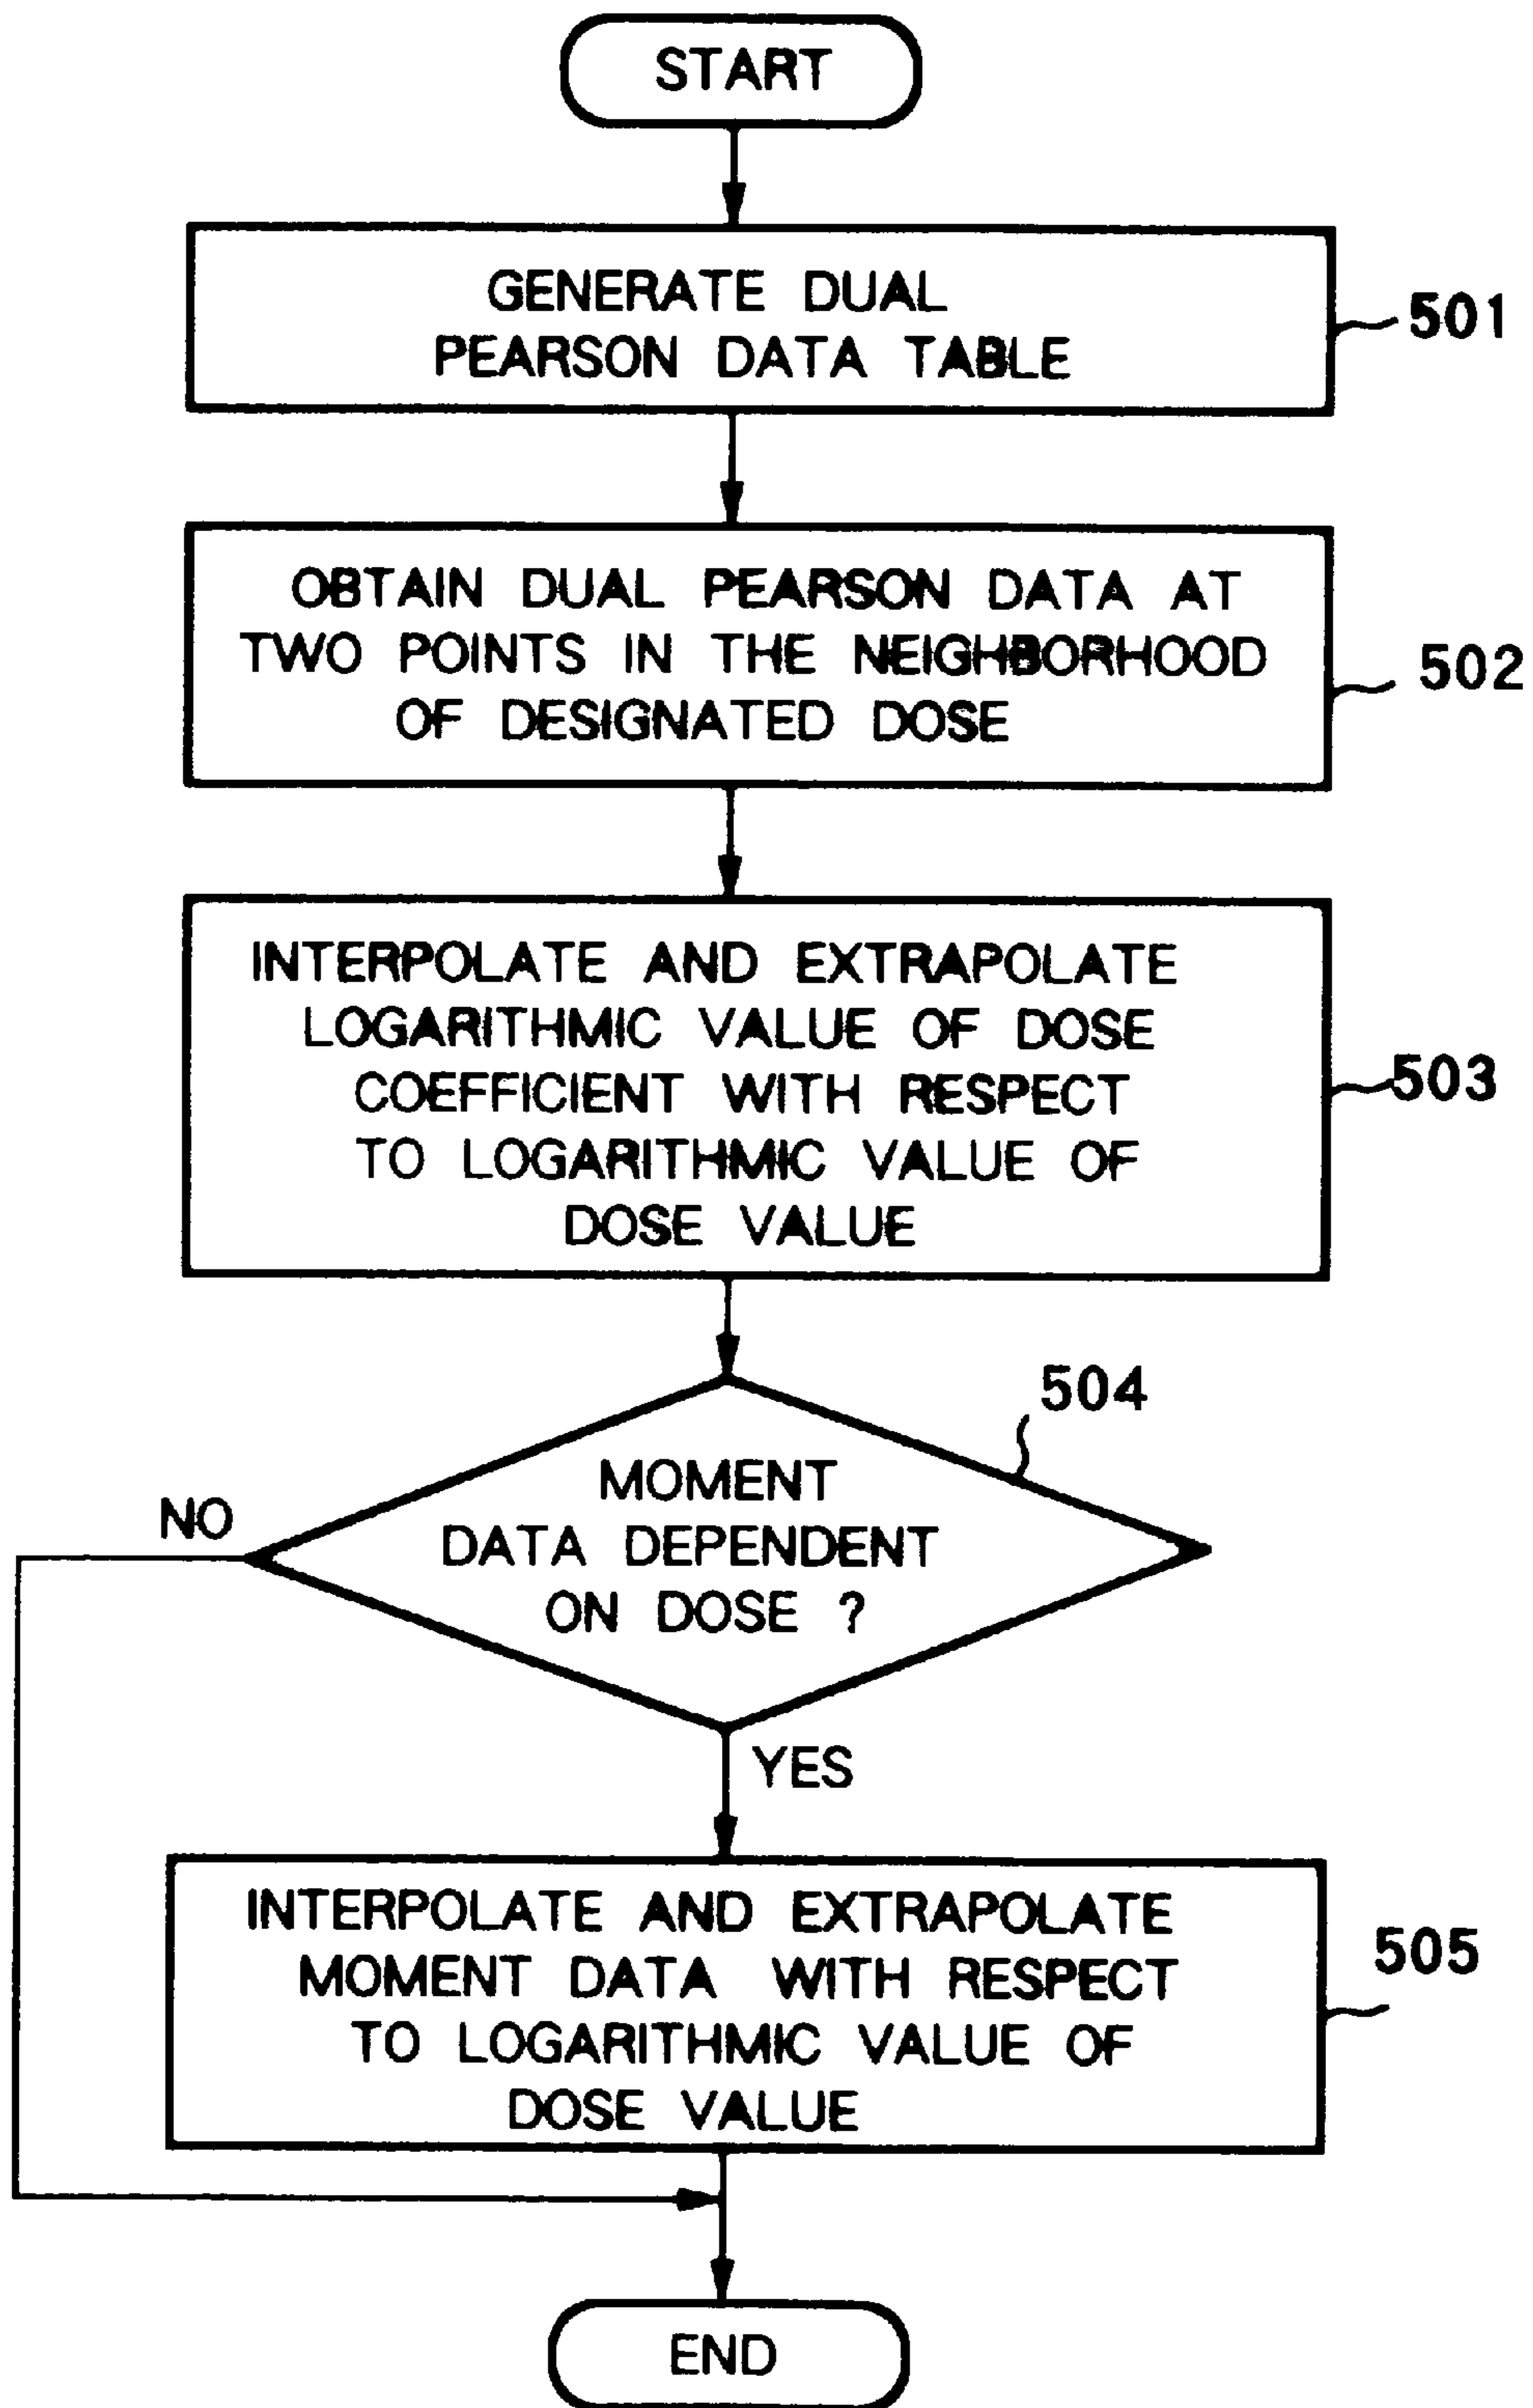 START
GENERATE DUAL
PEARSON DATA TABLE
501
OBTAIN DUAL PEARSON DATA AT
TWO POINTS IN THE NEIGHBORHOOD
OF DESIGNATED DOSE
502
INTERPOLATE AND EXTRAPOLATE
LOGARITHMIC VALUE OF DOSE
COEFFICIENT WITH RESPECT
TO LOGARITHMIC VALUE OF
DOSE VALUE
503
504
MOMENT
DATA DEPENDENT
ON DOSE ?
NO
YES
INTERPOLATE AND EXTRAPOLATE
MOMENT DATA WITH RESPECT
TO LOGARITHMIC VALUE OF
DOSE VALUE
505
END